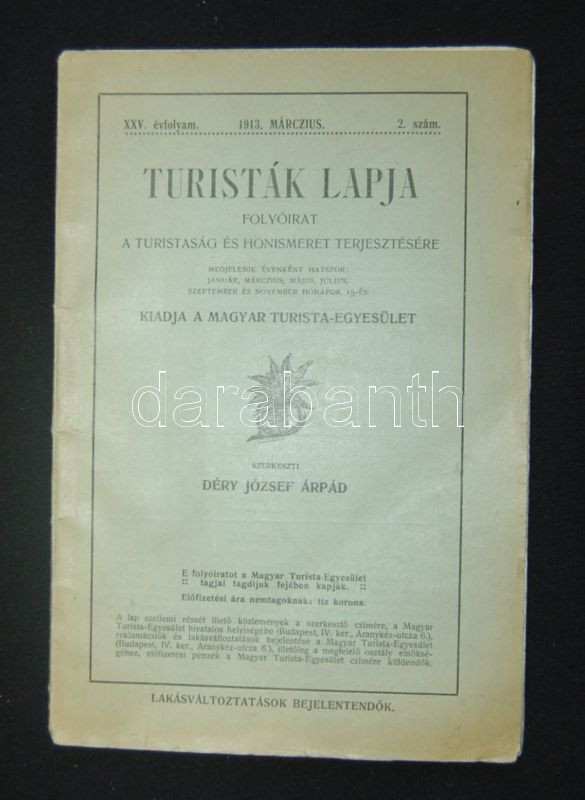 XXV. évfolyam. 1913. MÁRCZIUS. 2. szám.
TURISTÁK LAPJA
FOLYÓIRAT
A TURISTASÁG ÉS HONISMERET TERJESZTÉSÉRE
MEGJELENIK ÉVENKÉNT HATSZOR:
JANUÁR, MÁRCZIUS, MÁJUS, JÚLIUS,
SZEPTEMBER ÉS NOVEMBER HÓNAPOK 15-ÉN
KIADJA A MAGYAR TURISTA-EGYESÜLET
darabanth
SZERKESZTI
DÉRY JÓZSEF ÁRPÁD
E folyóiratot a Magyar Turista-Egyesület
:: tagjai tagdíjuk fejében kapják. ::
Előfizetési ára nemtagoknak: tíz korona.
A lap szellemi részét illető közlemények a szerkesztő czímére, a Magyar
Turista-Egyesület hivatalos helyiségébe (Budapest, IV. ker., Aranykéz-utcza 6.),
reklamácziók és lakásváltoztatások bejelentése a Magyar Turista-Egyesület
(Budapest, IV. ker., Aranykéz-utcza 6.), illetőleg a megfelelő osztály elnöksé-
géhez, előfizetési pénzek a Magyar Turista-Egyesület czímére küldendők.
LAKÁSVÁLTOZTATÁSOK BEJELENTENDŐK.